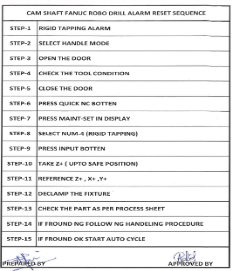 CAM SHAFT FANUC ROBO DRILL ALARM RESET SEQUENCE
STEP-1 RIGID TAPPING ALARM
STEP-2 SELECT HANDLE MODE
STEP-3 OPEN THE DOOR
STEP-4 CHECK THE TOOL CONDITION
STEP-5 CLOSE THE DOOR
STEP-6 PRESS QUICK NC BOTTEN
STEP-7 PRESS MAINT-SET IN DISPLAY
STEP-8 SELECT NUM-4 (RIGID TAPPING)
STEP-9 PRESS INPUT BOTTEN
STEP-10 TAKE Z+ ( UPTO SAFE POSITION)
STEP-11 REFERENCE Z+ , X+ ,Y+
STEP-12 DECLAMP THE FIXTURE
STEP-13 CHECK THE PART AS PER PROCESS SHEET
STEP-14 IF FROUND NG FOLLOW NG HANDELING PROCEDURE
STEP-15 IF FROUND OK START AUTO CYCLE
PREPARED BY APPROVED BY